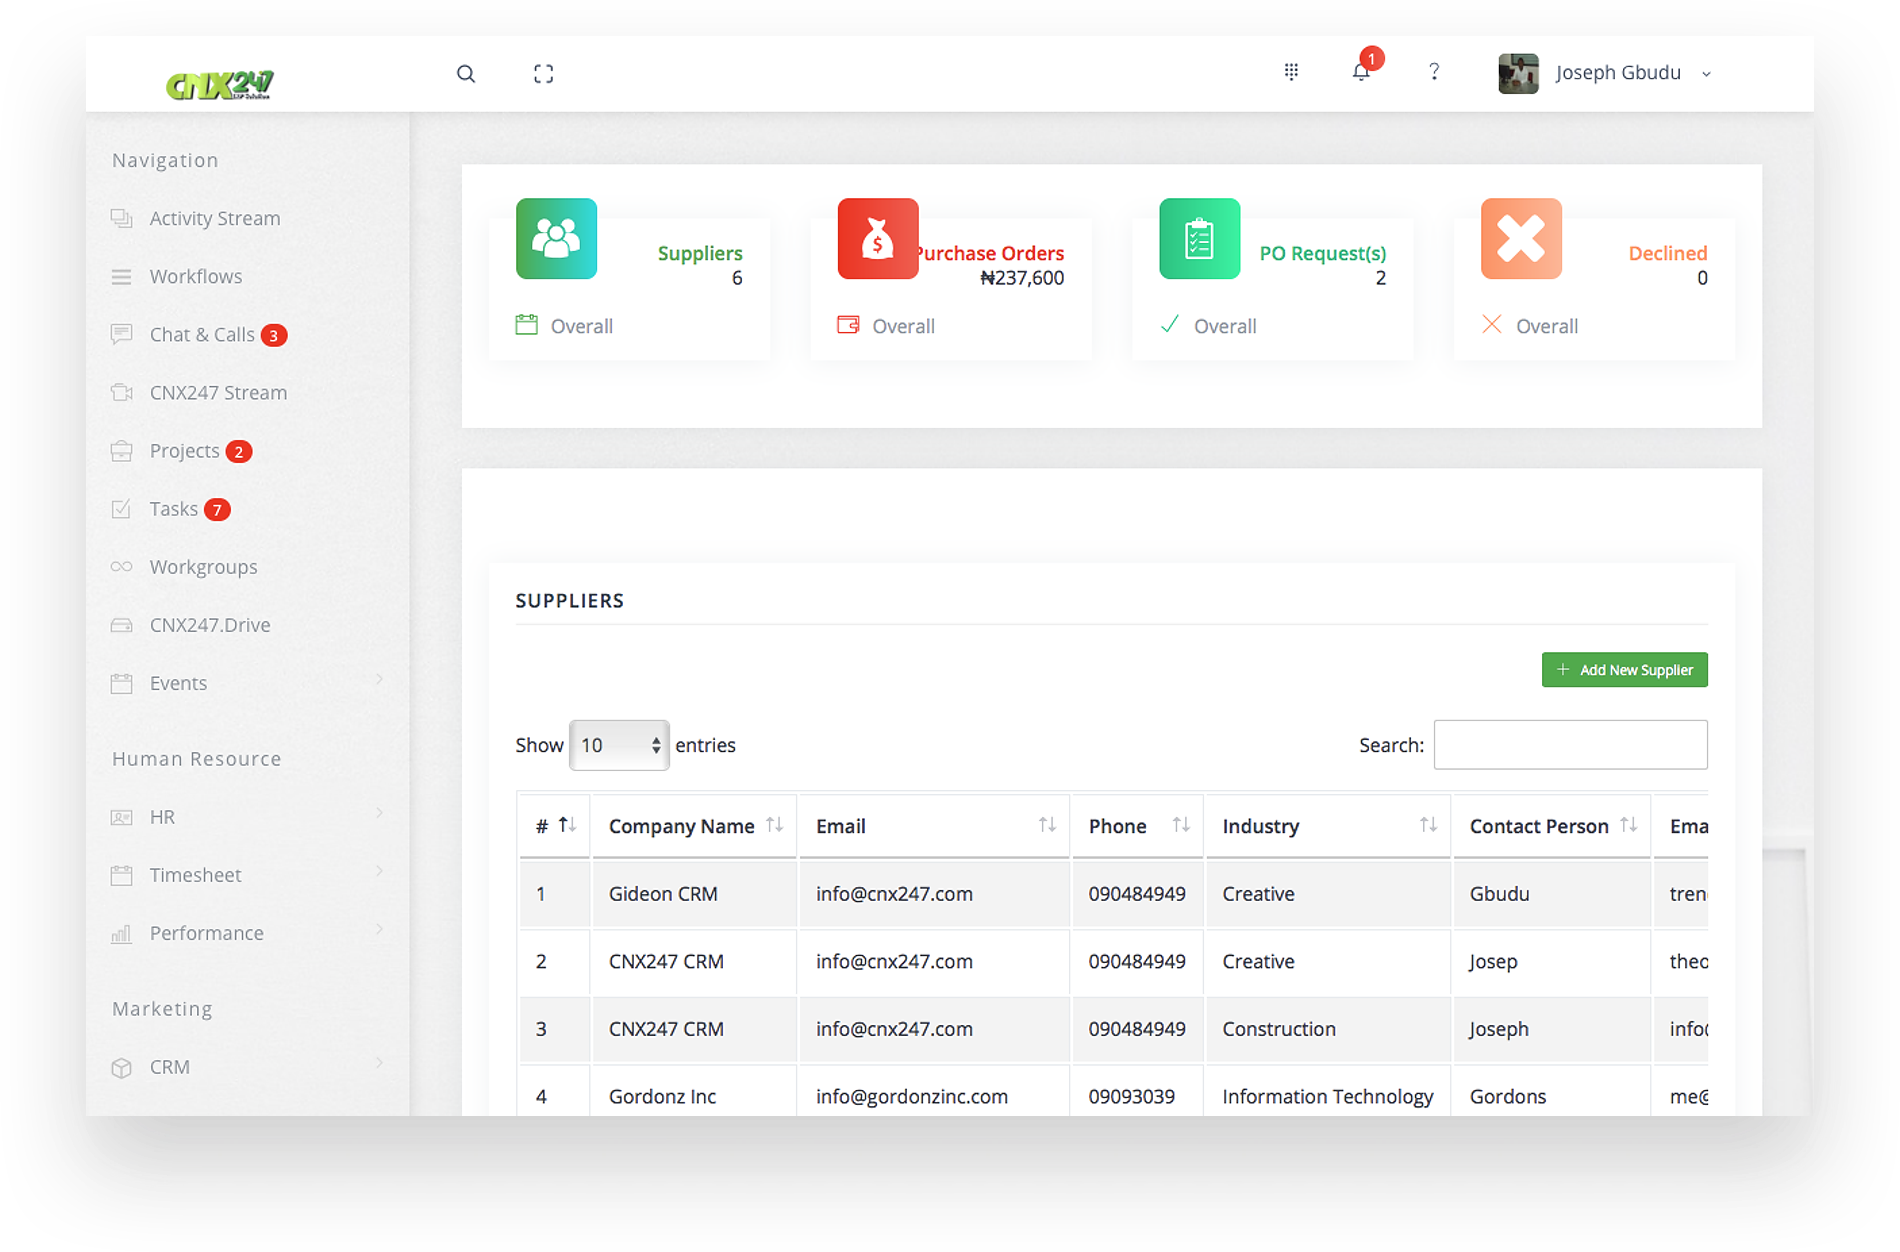 CNX247
1
?
Joseph Gbudu
Navigation
Activity Stream
Workflows
Chat & Calls 3
CNX247 Stream
Projects 2
Tasks 7
Workgroups
CNX247.Drive
Events
Human Resource
HR
Timesheet
Performance
Marketing
CRM
Suppliers
6
Overall
Purchase Orders
₦237,600
Overall
PO Request(s)
2
Overall
Declined
0
Overall
SUPPLIERS
+ Add New Supplier
Show 10 entries
Search:
# Company Name Email Phone Industry Contact Person Ema
1 Gideon CRM info@cnx247.com 090484949 Creative Gbudu tren
2 CNX247 CRM info@cnx247.com 090484949 Creative Josep theo
3 CNX247 CRM info@cnx247.com 090484949 Construction Joseph info
4 Gordonz Inc info@gordonzinc.com 09093039 Information Technology Gordons me@